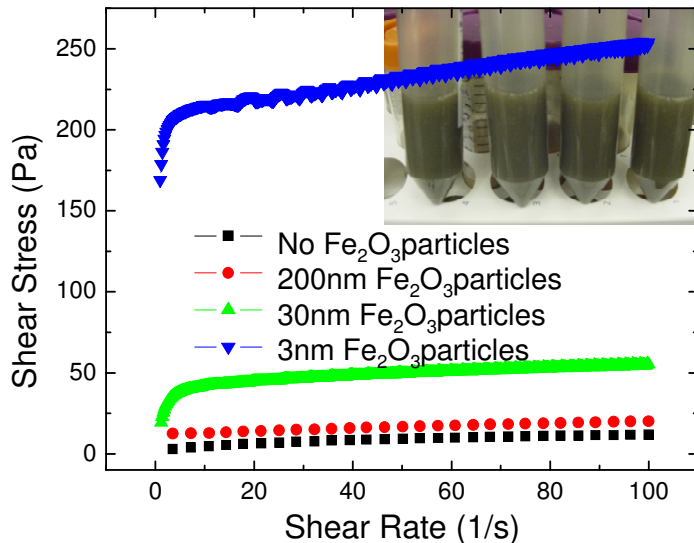 250
200
150
100
50
0
Shear Stress (Pa)
No Fe₂O₃particles
200nm Fe₂O₃particles
30nm Fe₂O₃particles
3nm Fe₂O₃particles
0 20 40 60 80 100
Shear Rate (1/s)